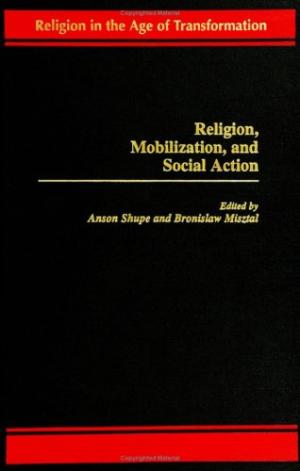 Religion in the Age of Transformation
Religion,
Mobilization, and
Social Action
Edited by
Anson Shupe and Bronislaw Misztal